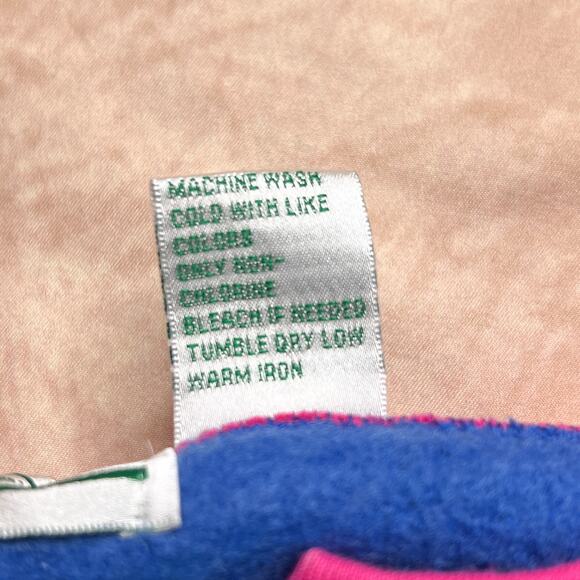 MACHINE WASH
COLD WITH LIKE
COLORS
ONLY NON-
CHLORINE
BLEACH IF NEEDED
TUMBLE DRY LOW
WARM IRON